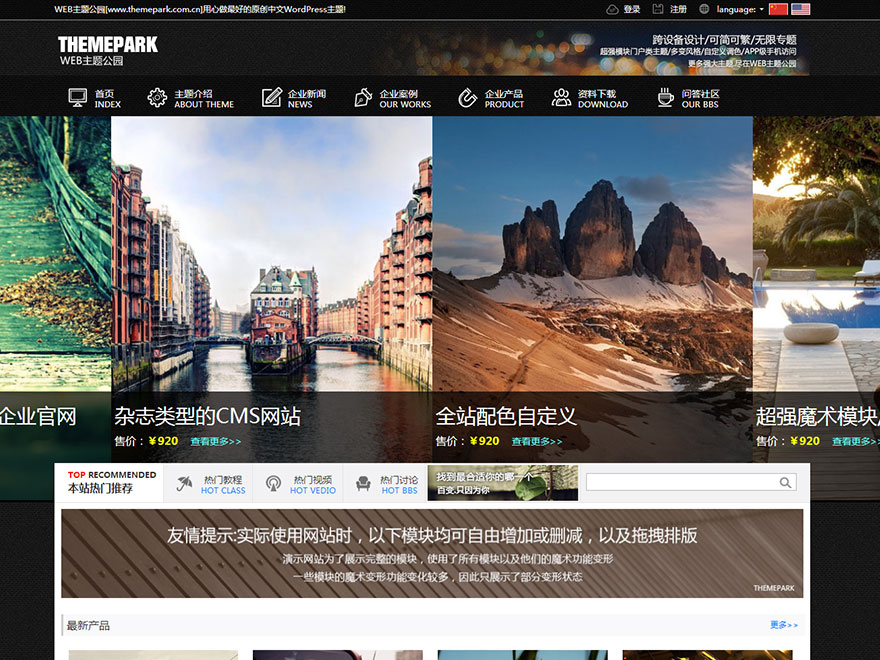 WEB主题公园[www.themepark.com.cn]用心做最好的原创中文WordPress主题!
登录 注册 language:
THEMEPARK
WEB主题公园
跨设备设计/可简可繁/无限专题
超强模块门户类主题/多变风格/自定义调色/APP级手机访问
更多强大主题,尽在WEB主题公园
首页 主题介绍 企业新闻 企业案例 企业产品 资料下载 问答社区
INDEX ABOUT THEME NEWS OUR WORKS PRODUCT DOWNLOAD OUR BBS
企业官网 杂志类型的CMS网站 全站配色自定义 超强魔术模块
售价：¥920 查看更多>> 售价：¥920 查看更多>> 售价：¥920 查看更多>>
TOP RECOMMENDED
本站热门推荐
热门教程 热门视频 热门讨论
HOT CLASS HOT VEDIO HOT BBS
找到最合适你的哪一个
百变,只因为你
友情提示:实际使用网站时，以下模块均可自由增加或删减，以及拖拽排版
演示网站为了展示完整的模块，使用了所有模块以及他们的魔术功能变形
一些模块的魔术变形功能变化较多，因此只展示了部分变形状态
THEMEPARK
最新产品 更多>>